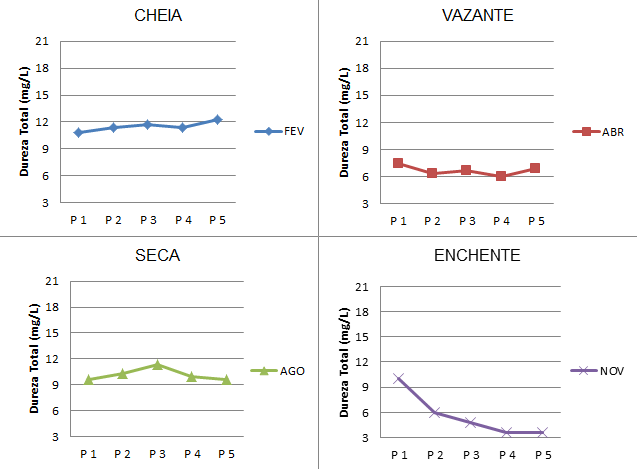 CHEIA
Dureza Total (mg/L)
21
18
15
12
9
6
3
P 1 P 2 P 3 P 4 P 5
FEV
VAZANTE
Dureza Total (mg/L)
21
18
15
12
9
6
3
P 1 P 2 P 3 P 4 P 5
ABR
SECA
Dureza Total (mg/L)
21
18
15
12
9
6
3
P 1 P 2 P 3 P 4 P 5
AGO
ENCHENTE
Dureza Total (mg/L)
21
18
15
12
9
6
3
P 1 P 2 P 3 P 4 P 5
NOV